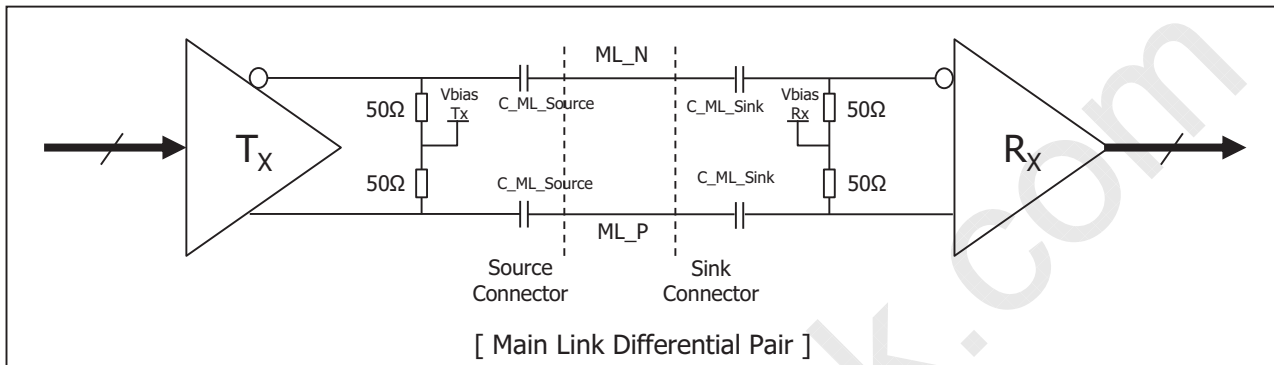 ML_N
Vbias
Tx
C_ML_Source
C_ML_Sink
Vbias
Rx
50Ω
50Ω
TX
RX
50Ω
50Ω
C_ML_Source
C_ML_Sink
ML_P
Source
Connector
Sink
Connector
[ Main Link Differential Pair ]
k.com